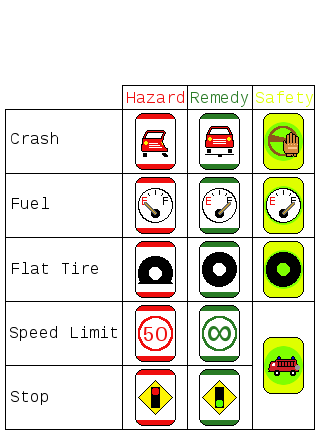 Hazard Remedy Safety
Crash
Fuel E F E F E F
Flat Tire
Speed Limit 50 ∞
Stop